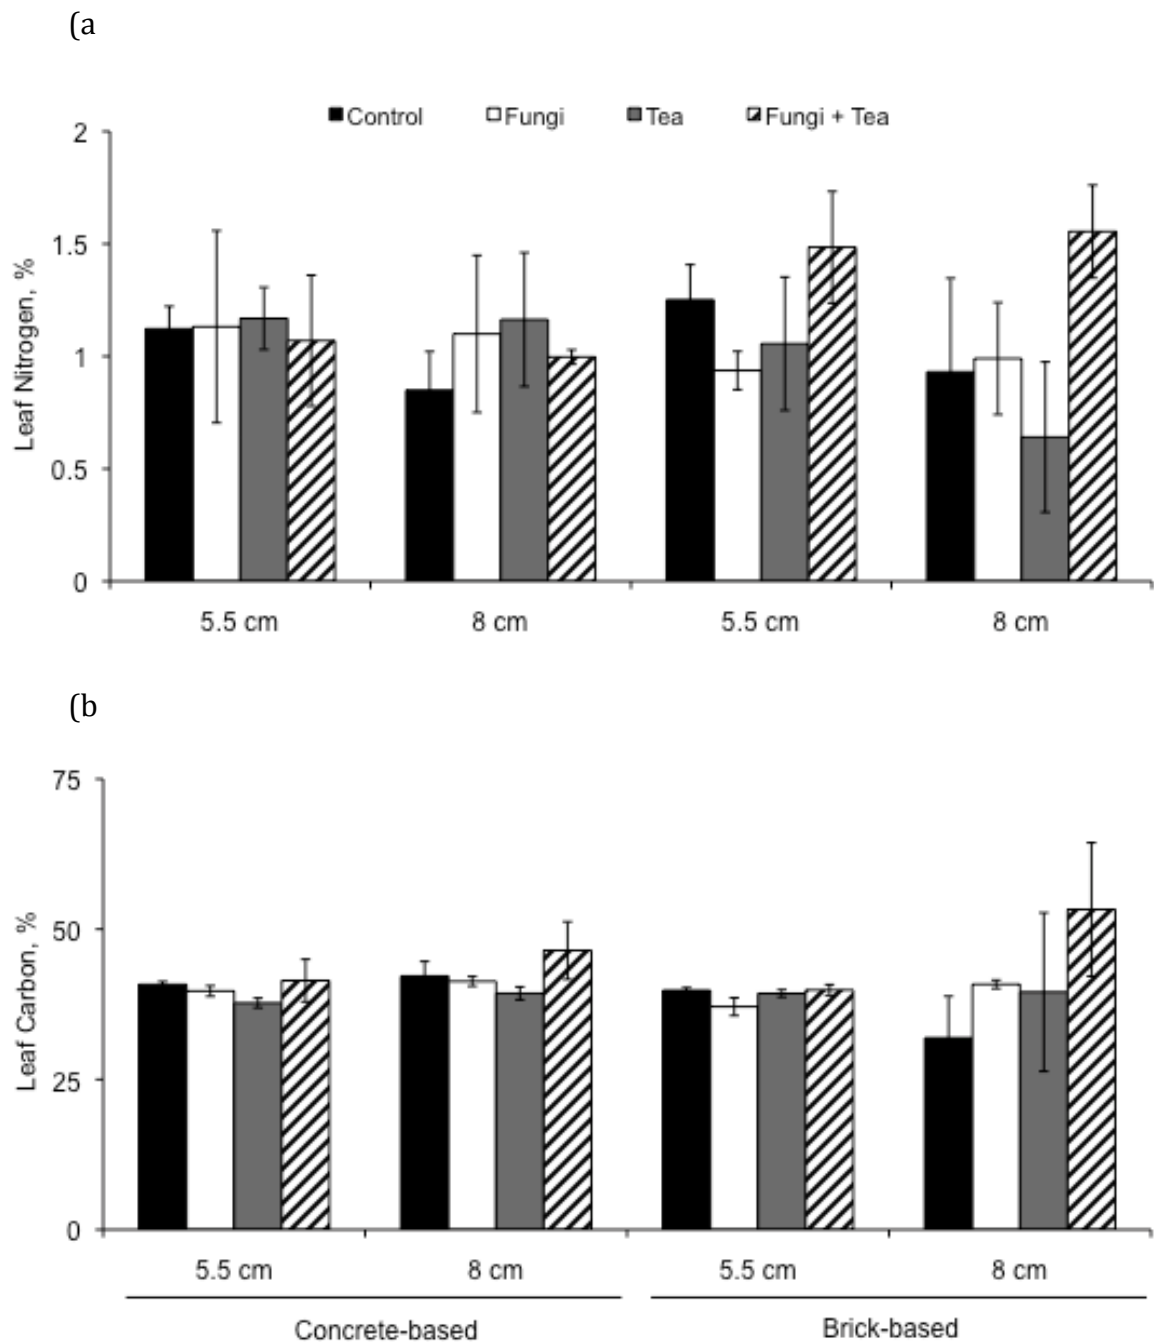 (a
Control Fungi Tea Fungi + Tea
2
1.5
1
0.5
0
Leaf Nitrogen, %
5.5 cm 8 cm 5.5 cm 8 cm
(b
75
50
25
0
Leaf Carbon, %
5.5 cm 8 cm 5.5 cm 8 cm
Concrete-based Brick-based